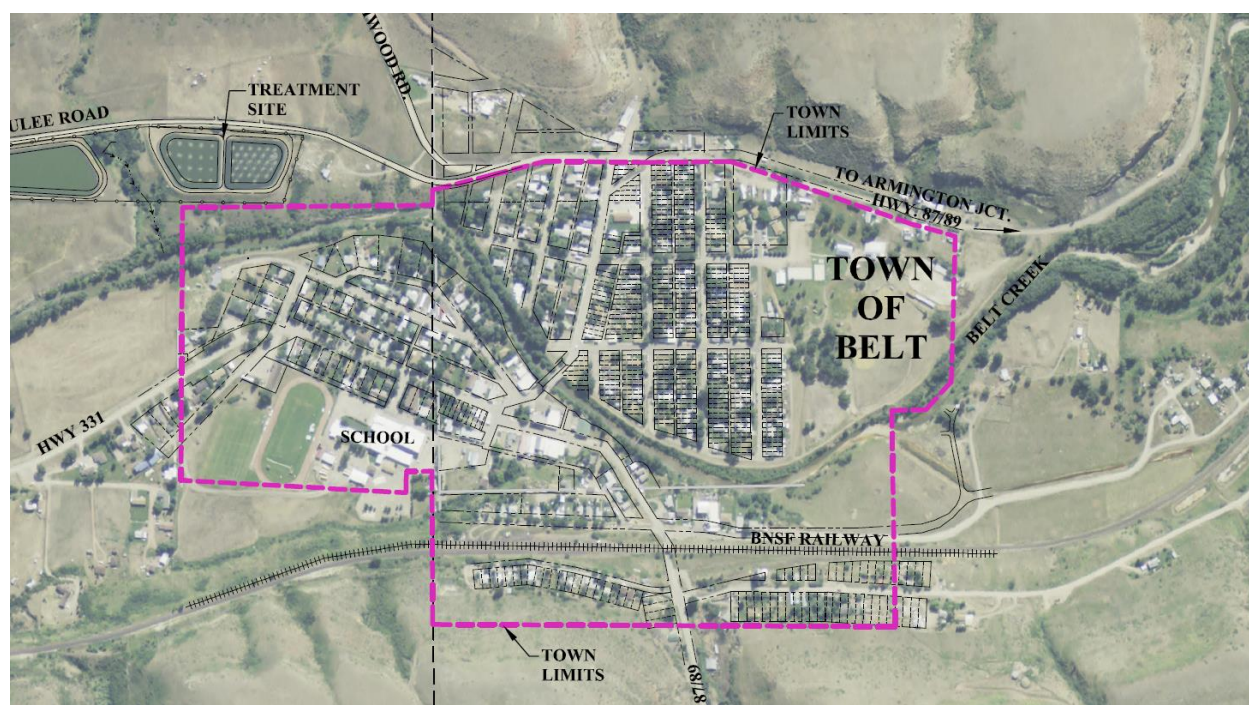 WOOD RD.
TREATMENT
SITE
ULEE ROAD
TOWN
LIMITS
TO ARMINGTON JCT.
HWY. 87/89
TOWN
OF
BELT
BELT CREEK
HWY 331
SCHOOL
BNSF RAILWAY
TOWN
LIMITS
87/89